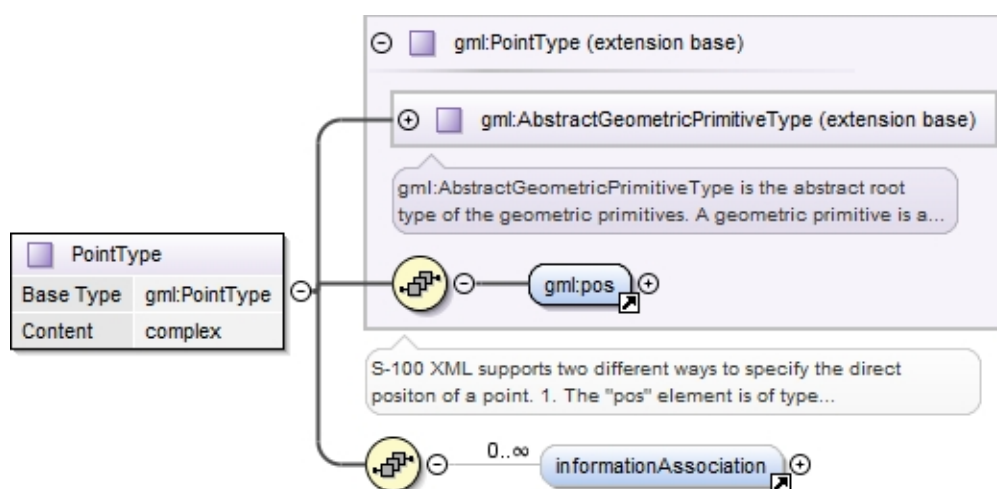 gml:PointType (extension base)
gml:AbstractGeometricPrimitiveType (extension base)
gml:AbstractGeometricPrimitiveType is the abstract root
type of the geometric primitives. A geometric primitive is a...
PointType
Base Type gml:PointType
Content complex
gml:pos
S-100 XML supports two different ways to specify the direct
positon of a point. 1. The "pos" element is of type...
0..∞
informationAssociation